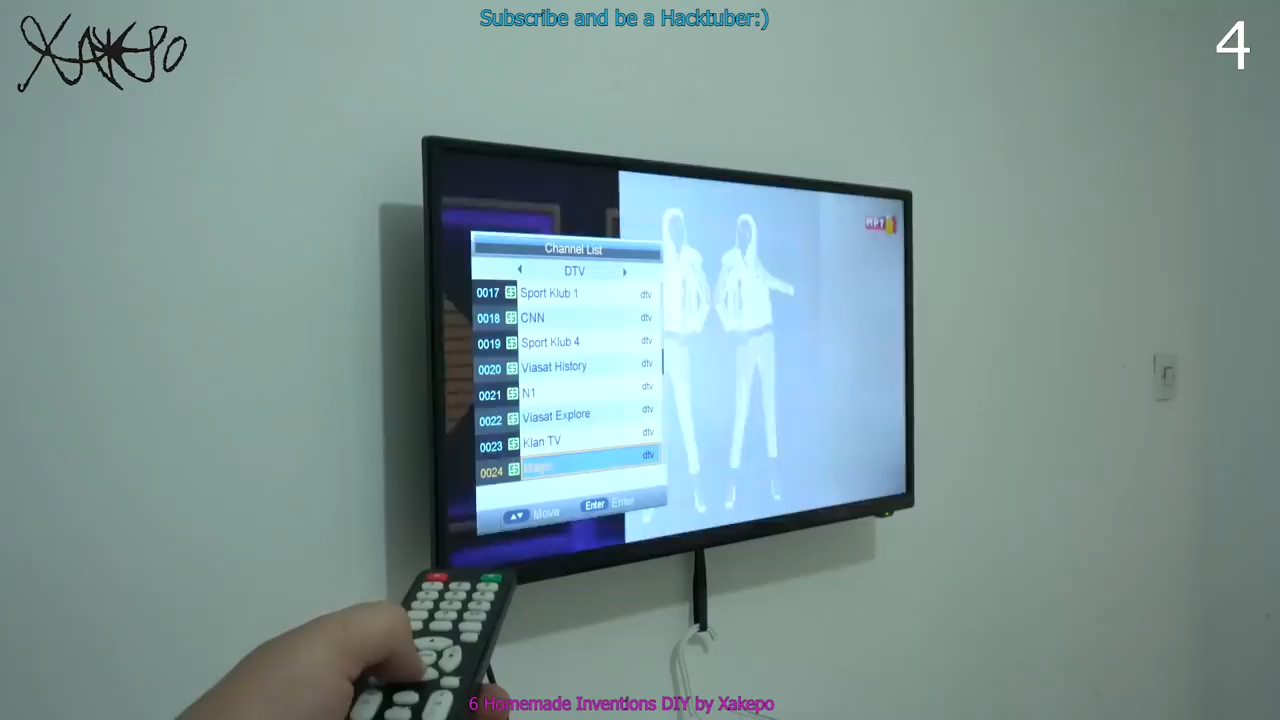 Subscribe and be a Hacktuber:)
Xakepo
4
МРТ 1
Channel List
DTV
0017 Sport Klub 1 dtv
0018 CNN dtv
0019 Sport Klub 4 dtv
0020 Viasat History dtv
0021 N1 dtv
0022 Viasat Explore dtv
0023 Klan TV dtv
0024 dtv
Move Enter Enter
6 Homemade Inventions DIY by Xakepo